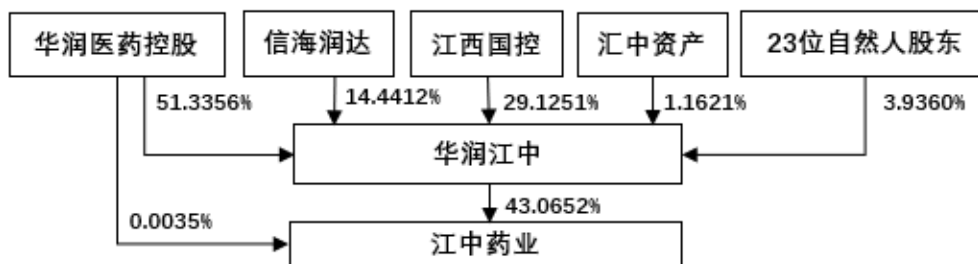 华润医药控股
信海润达
江西国控
汇中资产
23位自然人股东
51.3356%
14.4412%
29.1251%
1.1621%
3.9360%
华润江中
43.0652%
0.0035%
江中药业